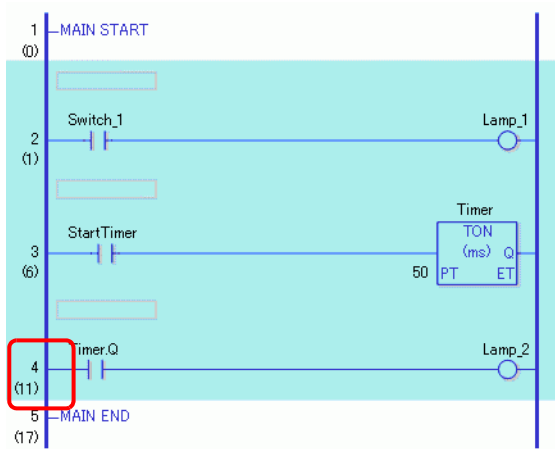 1 MAIN START
(0)
Switch_1 Lamp_1
2
(1)
Timer
StartTimer TON
3 (ms) Q
(6) 50 PT ET
Timer.Q Lamp_2
4
(11)
5 MAIN END
(17)